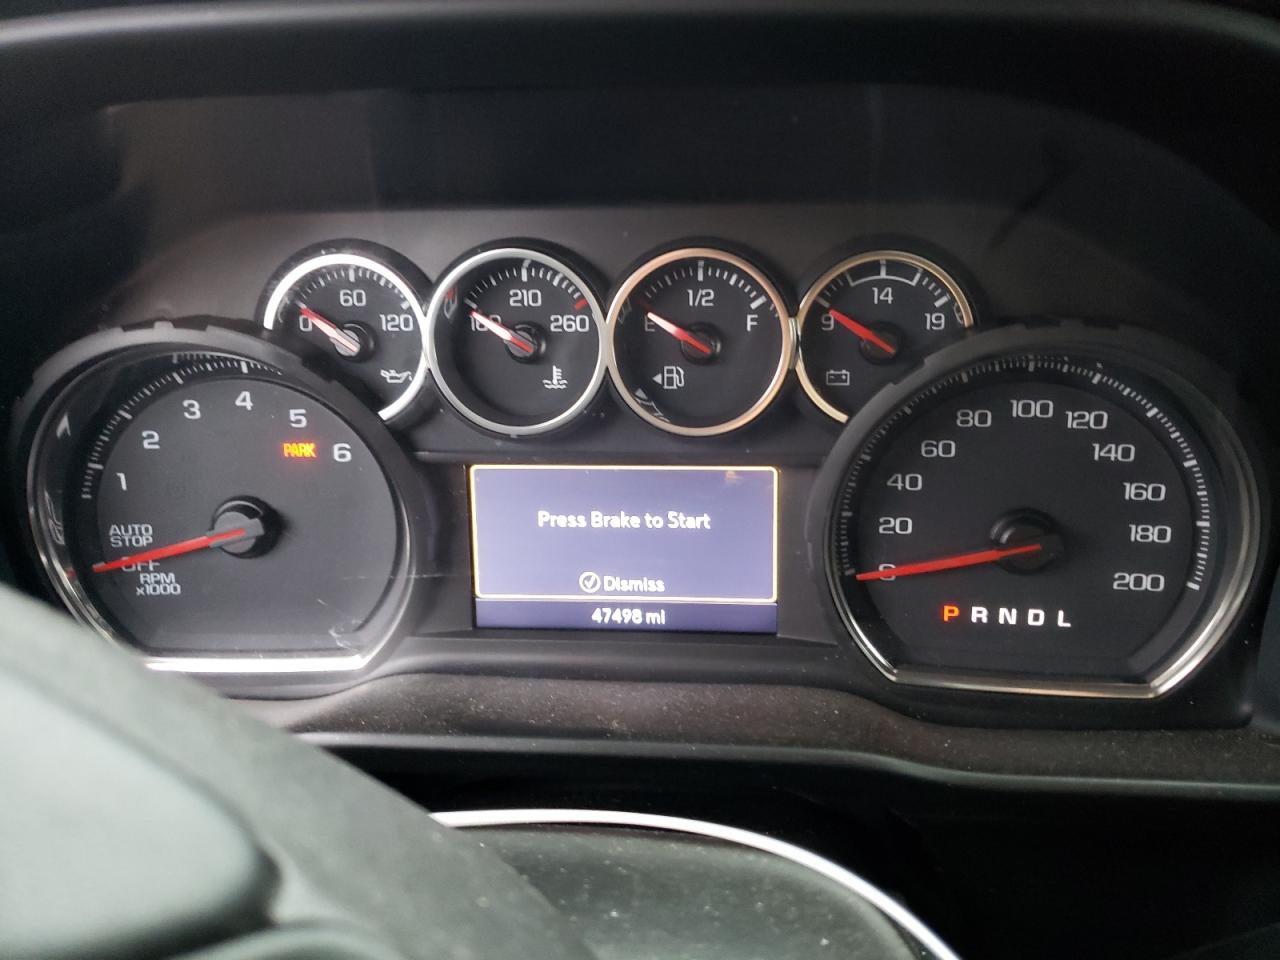 0 60 120
160 210 260
E 1/2 F
9 14 19
1 2 3 4 5 6
PARK
AUTO
STOP
OFF
RPM
x1000
Press Brake to Start
Dismiss
47498 mi
0 20 40 60 80 100 120 140 160 180 200
P R N D L